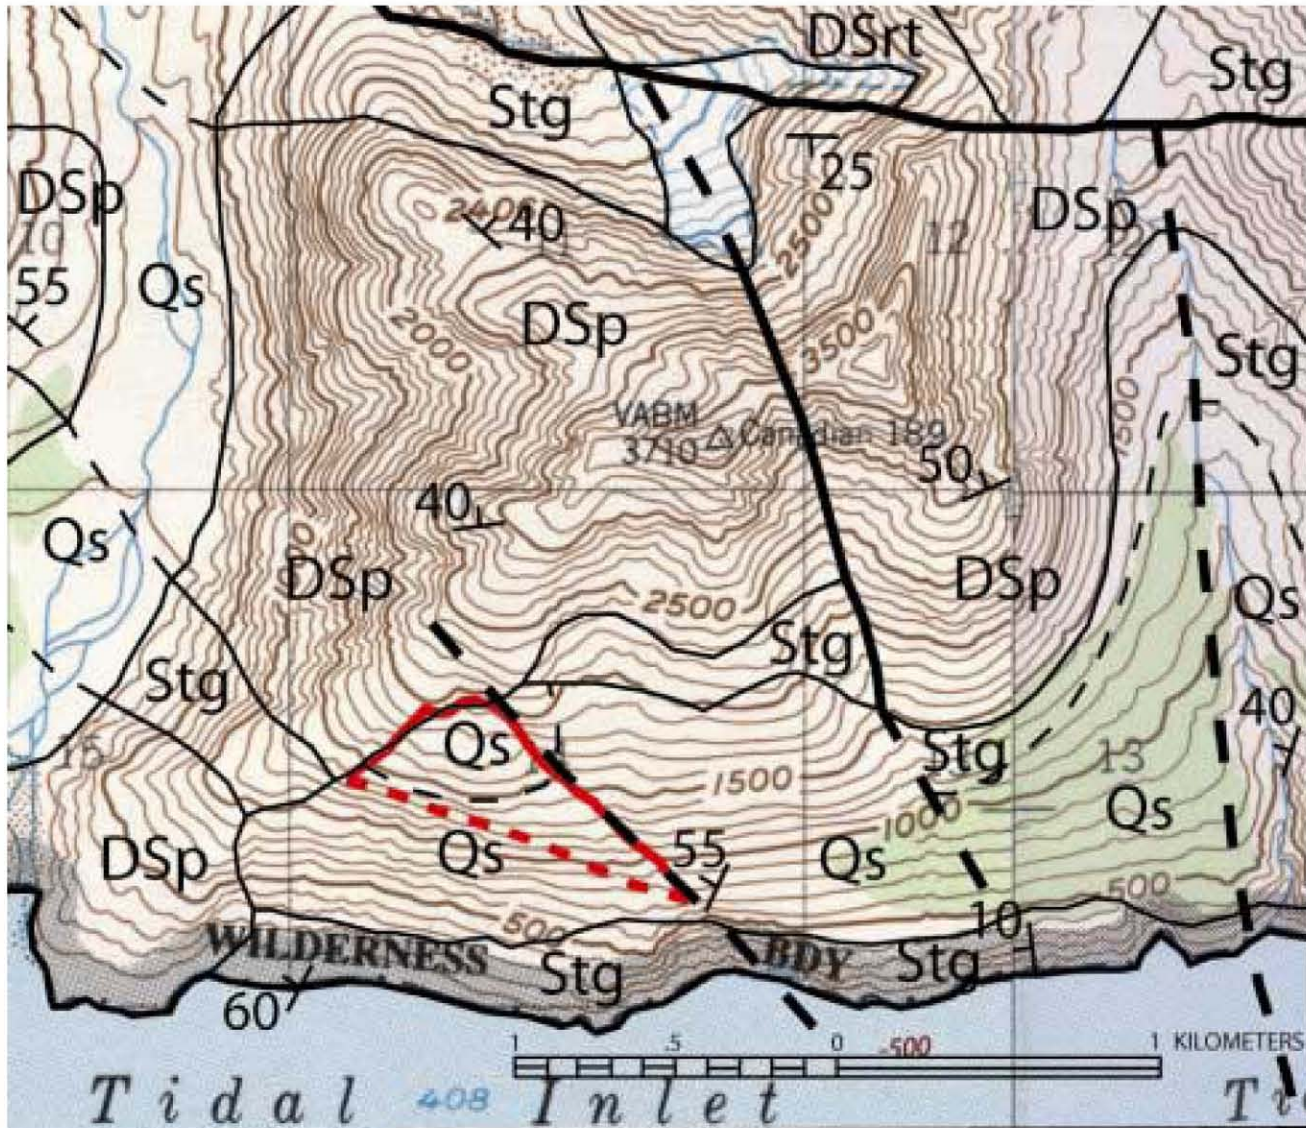 DSrt
Stg
Stg
25
DSp
DSp
10
2400
40
12
2500
55
Qs
DSp
2000
3500
Stg
VABM
3710
Canadian 189
1500
50
40
Qs
DSp
DSp
2500
Qs
Stg
Stg
40
Qs
Stg
15
13
1500
Qs
1000
DSp
Qs
55
Qs
500
500
10
WILDERNESS
BDY
Stg
Stg
60
1
.5
0
-500
1
KILOMETERS
Tidal
408
Inlet